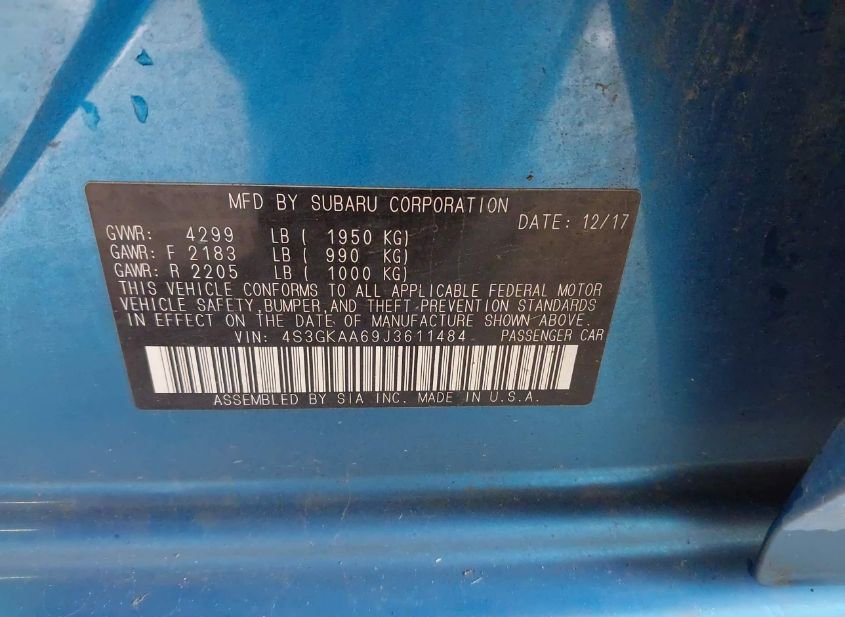 MFD BY SUBARU CORPORATION
DATE: 12/17
GVWR: 4299 LB ( 1950 KG)
GAWR: F 2183 LB ( 990 KG)
GAWR: R 2205 LB ( 1000 KG)
THIS VEHICLE CONFORMS TO ALL APPLICABLE FEDERAL MOTOR
VEHICLE SAFETY, BUMPER, AND THEFT PREVENTION STANDARDS
IN EFFECT ON THE DATE OF MANUFACTURE SHOWN ABOVE.
VIN: 4S3GKAA69J3611484 PASSENGER CAR
ASSEMBLED BY SIA INC. MADE IN U.S.A.